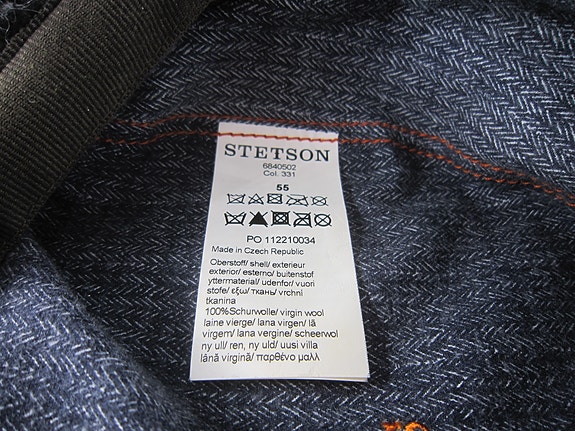 STETSON
6840502
Col. 331
55
PO 112210034
Made in Czech Republic
Oberstoff/ shell/ exterieur
exterior/ esterno/ buitenstof
yttermaterial/ udenfor/ vuori
stofe/ εξω/ ткань/ vrchní
tkanina
100%Schurwolle/ virgin wool
laine vierge/ lana virgen/ lã
virgem/ lana vergine/ scheerwol
ny ull/ ren, ny uld/ uusi villa
lână virgină/ παρθένο μαλλ